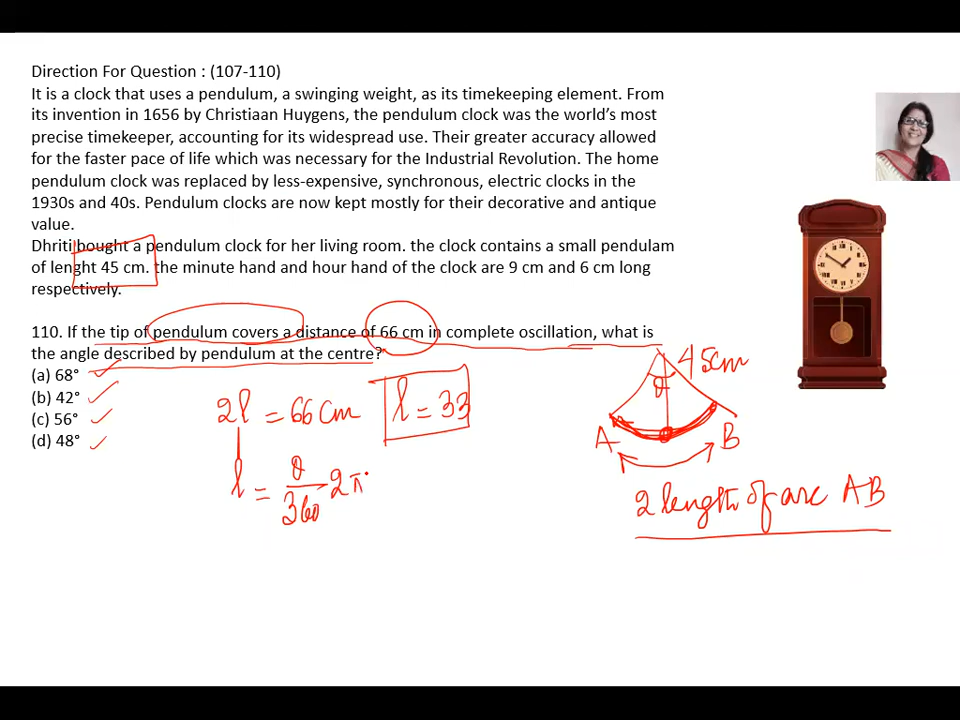 Direction For Question : (107-110)
It is a clock that uses a pendulum, a swinging weight, as its timekeeping element. From
its invention in 1656 by Christiaan Huygens, the pendulum clock was the world's most
precise timekeeper, accounting for its widespread use. Their greater accuracy allowed
for the faster pace of life which was necessary for the Industrial Revolution. The home
pendulum clock was replaced by less-expensive, synchronous, electric clocks in the
1930s and 40s. Pendulum clocks are now kept mostly for their decorative and antique
value.
Dhriti bought a pendulum clock for her living room. the clock contains a small pendulam
of lenght 45 cm. the minute hand and hour hand of the clock are 9 cm and 6 cm long
respectively.
110. If the tip of pendulum covers a distance of 66 cm in complete oscillation, what is
the angle described by pendulum at the centre?
(a) 68°
(b) 42°
(c) 56°
(d) 48°
2l = 66 cm
l = 33
l = θ/360 2π
45cm
θ
A B
2 length of arc AB